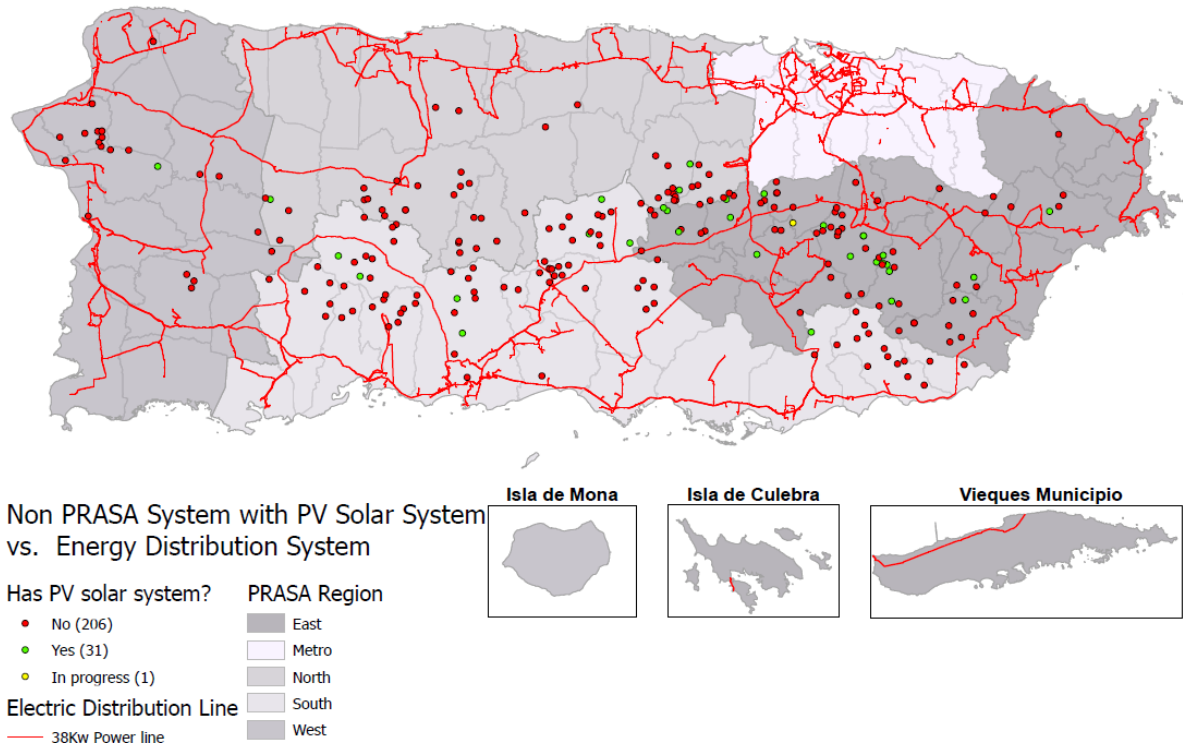 Isla de Mona
Isla de Culebra
Vieques Municipio
Non PRASA System with PV Solar System
vs. Energy Distribution System
Has PV solar system?
No (206)
Yes (31)
In progress (1)
Electric Distribution Line
38Kw Power line
PRASA Region
East
Metro
North
South
West